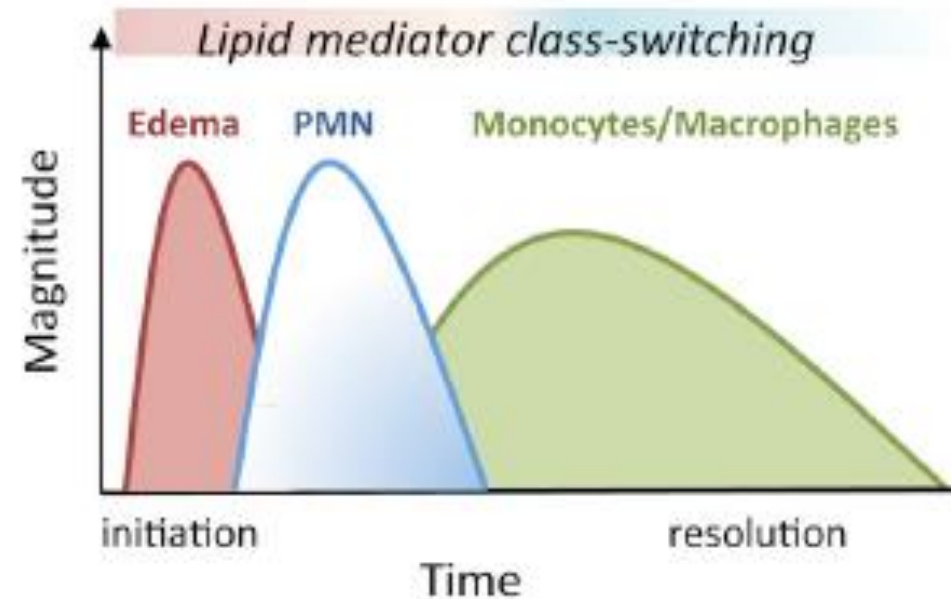 Lipid mediator class-switching
Edema PMN Monocytes/Macrophages
Magnitude
initiation resolution
Time